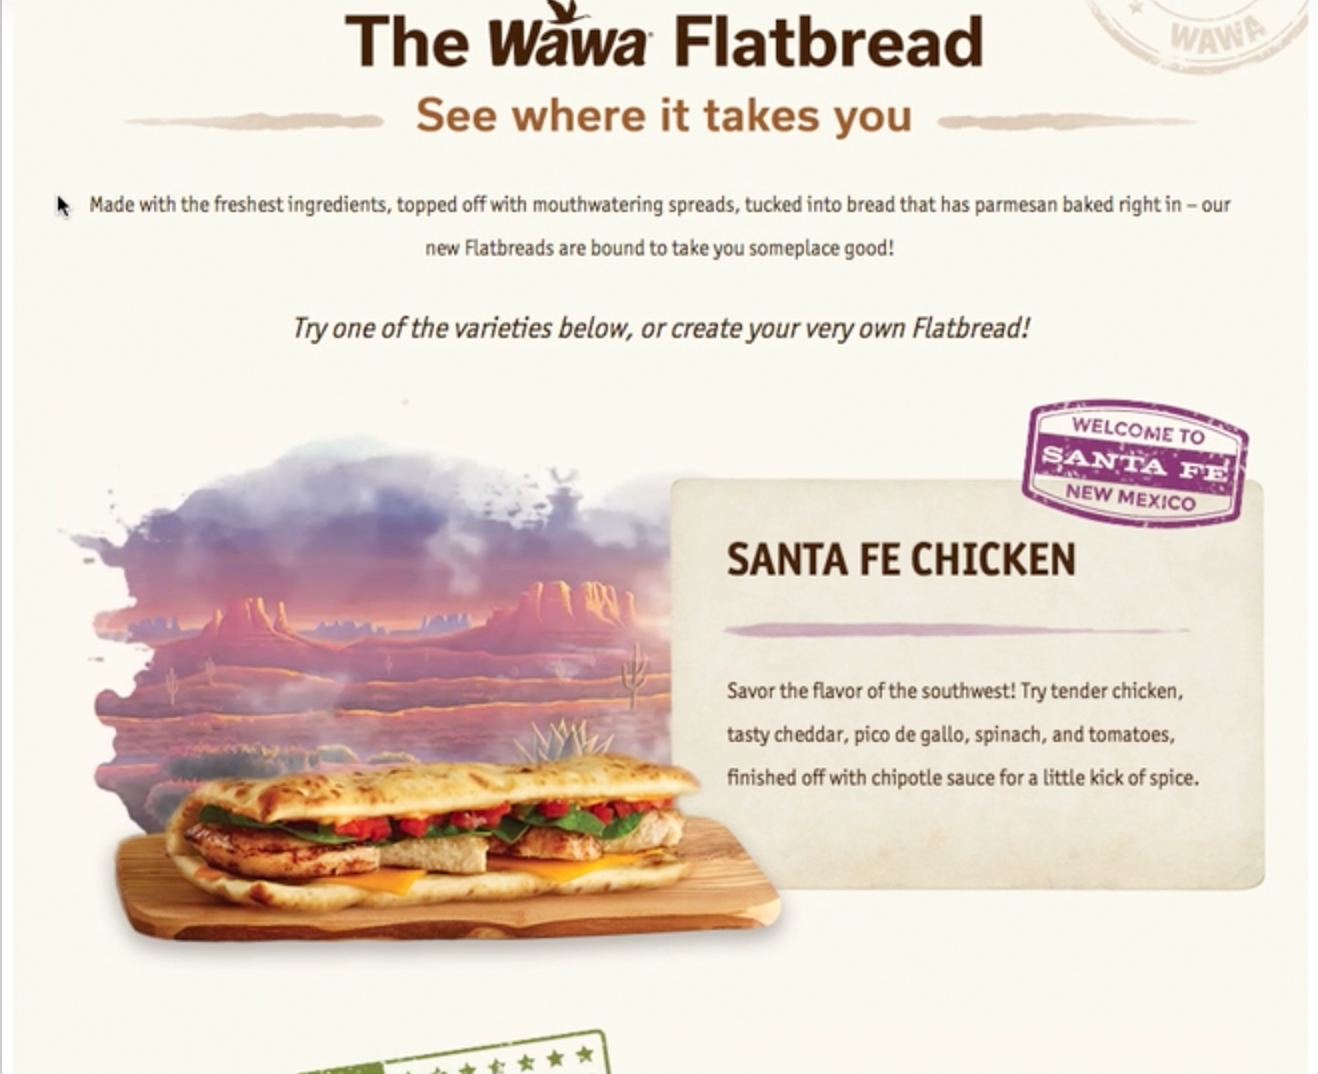 The Wawa Flatbread
WAWA
See where it takes you
Made with the freshest ingredients, topped off with mouthwatering spreads, tucked into bread that has parmesan baked right in – our
new Flatbreads are bound to take you someplace good!
Try one of the varieties below, or create your very own Flatbread!
WELCOME TO
SANTA FE
NEW MEXICO
SANTA FE CHICKEN
Savor the flavor of the southwest! Try tender chicken,
tasty cheddar, pico de gallo, spinach, and tomatoes,
finished off with chipotle sauce for a little kick of spice.